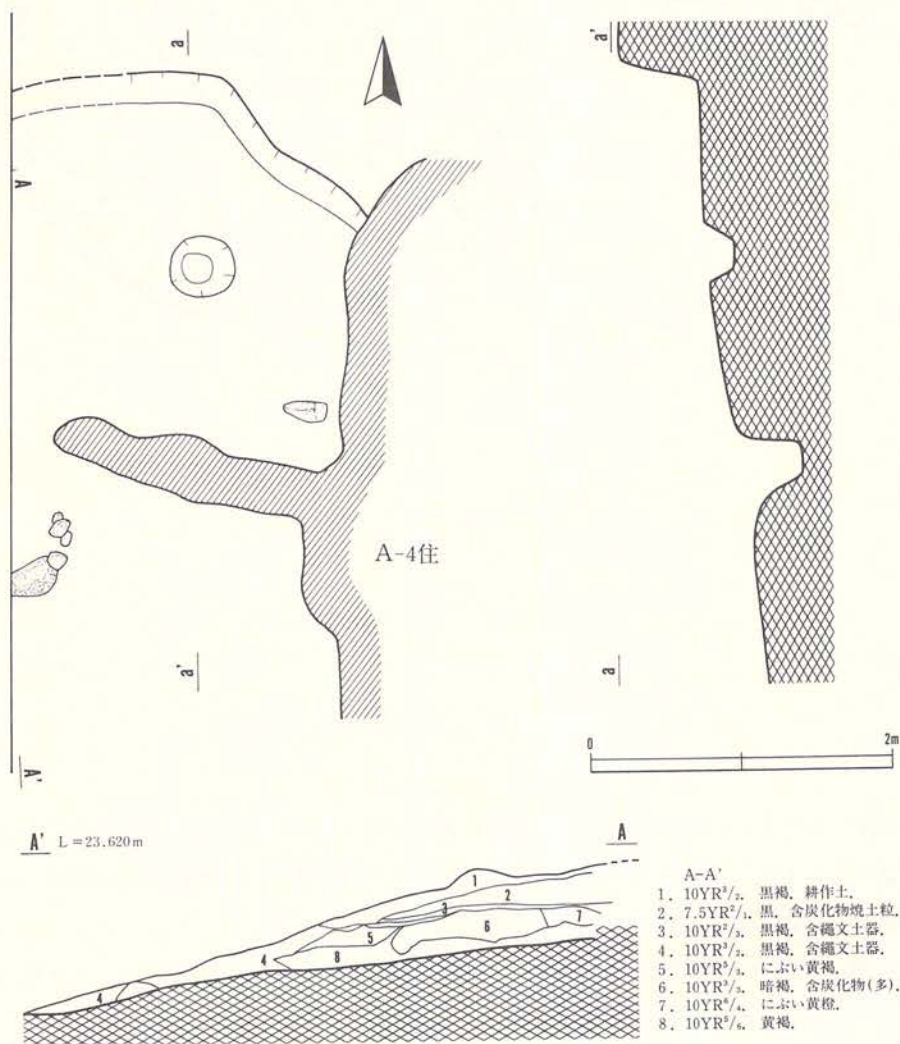 a
a'
A
A-4住
a'
a
A'
0 2m
A' L=23.620m
A
1
2
3
7
5
6
4
8
4
A-A'
1. 10YR³/₂. 黒褐. 耕作土.
2. 7.5YR²/₁. 黒. 含炭化物焼土粒.
3. 10YR²/₃. 黒褐. 含縄文土器.
4. 10YR³/₂. 黒褐. 含縄文土器.
5. 10YR⁵/₃. にぶい黄褐.
6. 10YR³/₃. 暗褐. 含炭化物(多).
7. 10YR⁶/₄. にぶい黄橙.
8. 10YR⁵/₆. 黄褐.